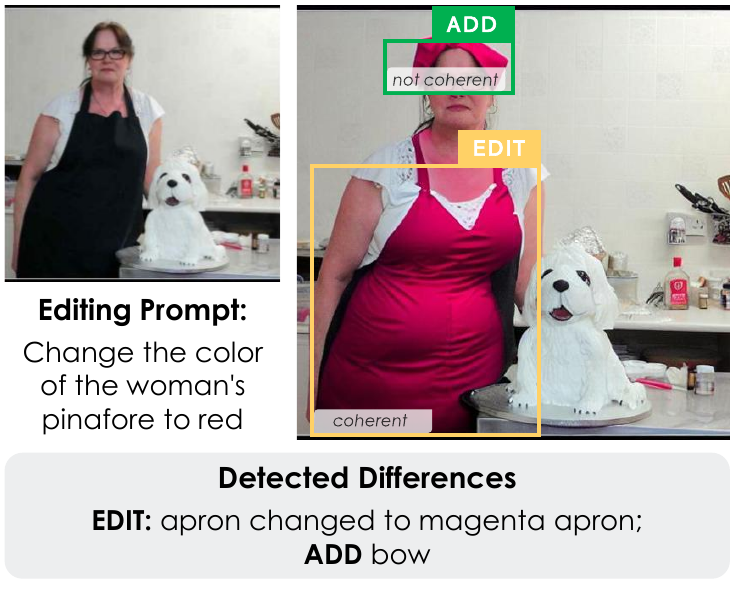 ADD
not coherent
EDIT
coherent
Editing Prompt:
Change the color
of the woman's
pinafore to red
Detected Differences
EDIT: apron changed to magenta apron;
ADD bow